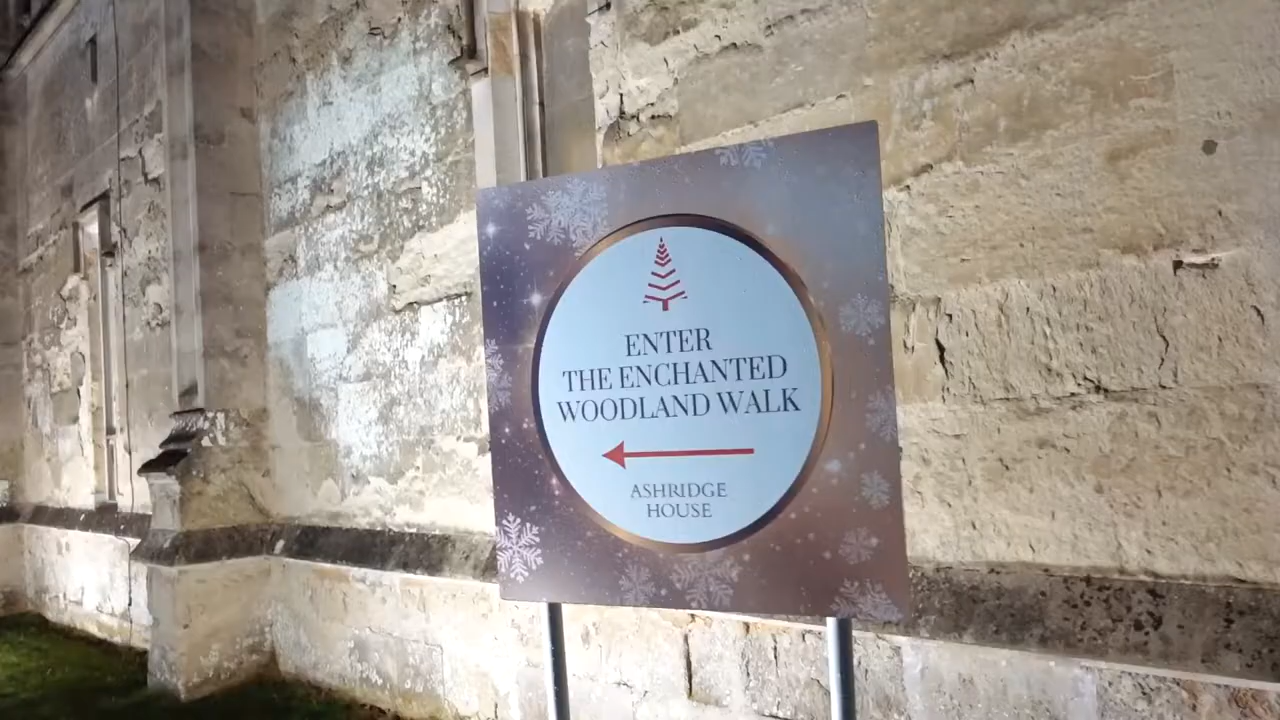 ENTER
THE ENCHANTED
WOODLAND WALK
ASHRIDGE
HOUSE